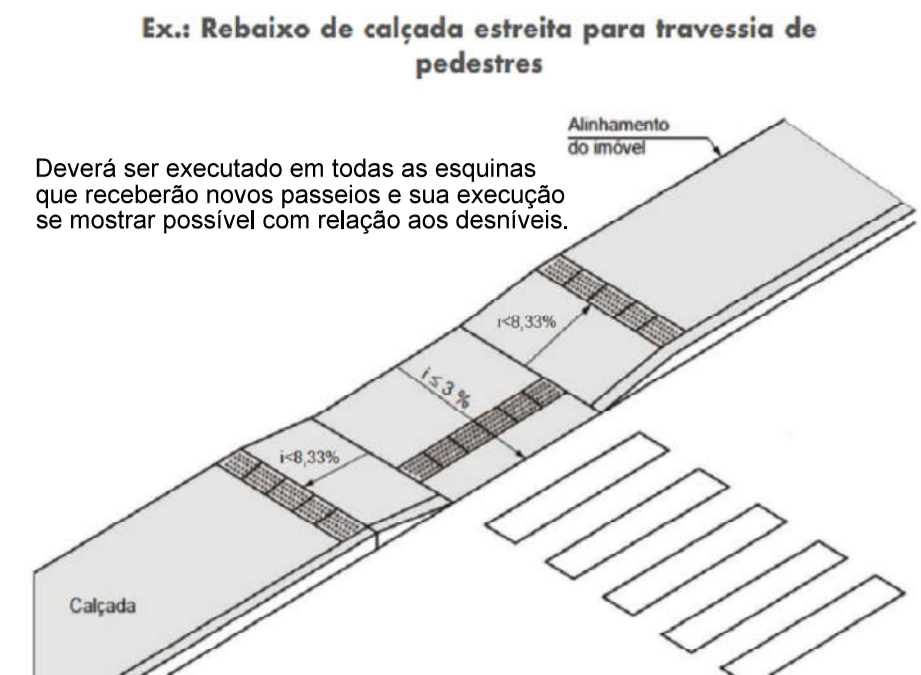 Ex.: Rebaixo de calçada estreita para travessia de
pedestres
Alinhamento
do imóvel
Deverá ser executado em todas as esquinas
que receberão novos passeios e sua execução
se mostrar possível com relação aos desníveis.
i<8,33%
i ≤ 3 %
i<8,33%
Calçada